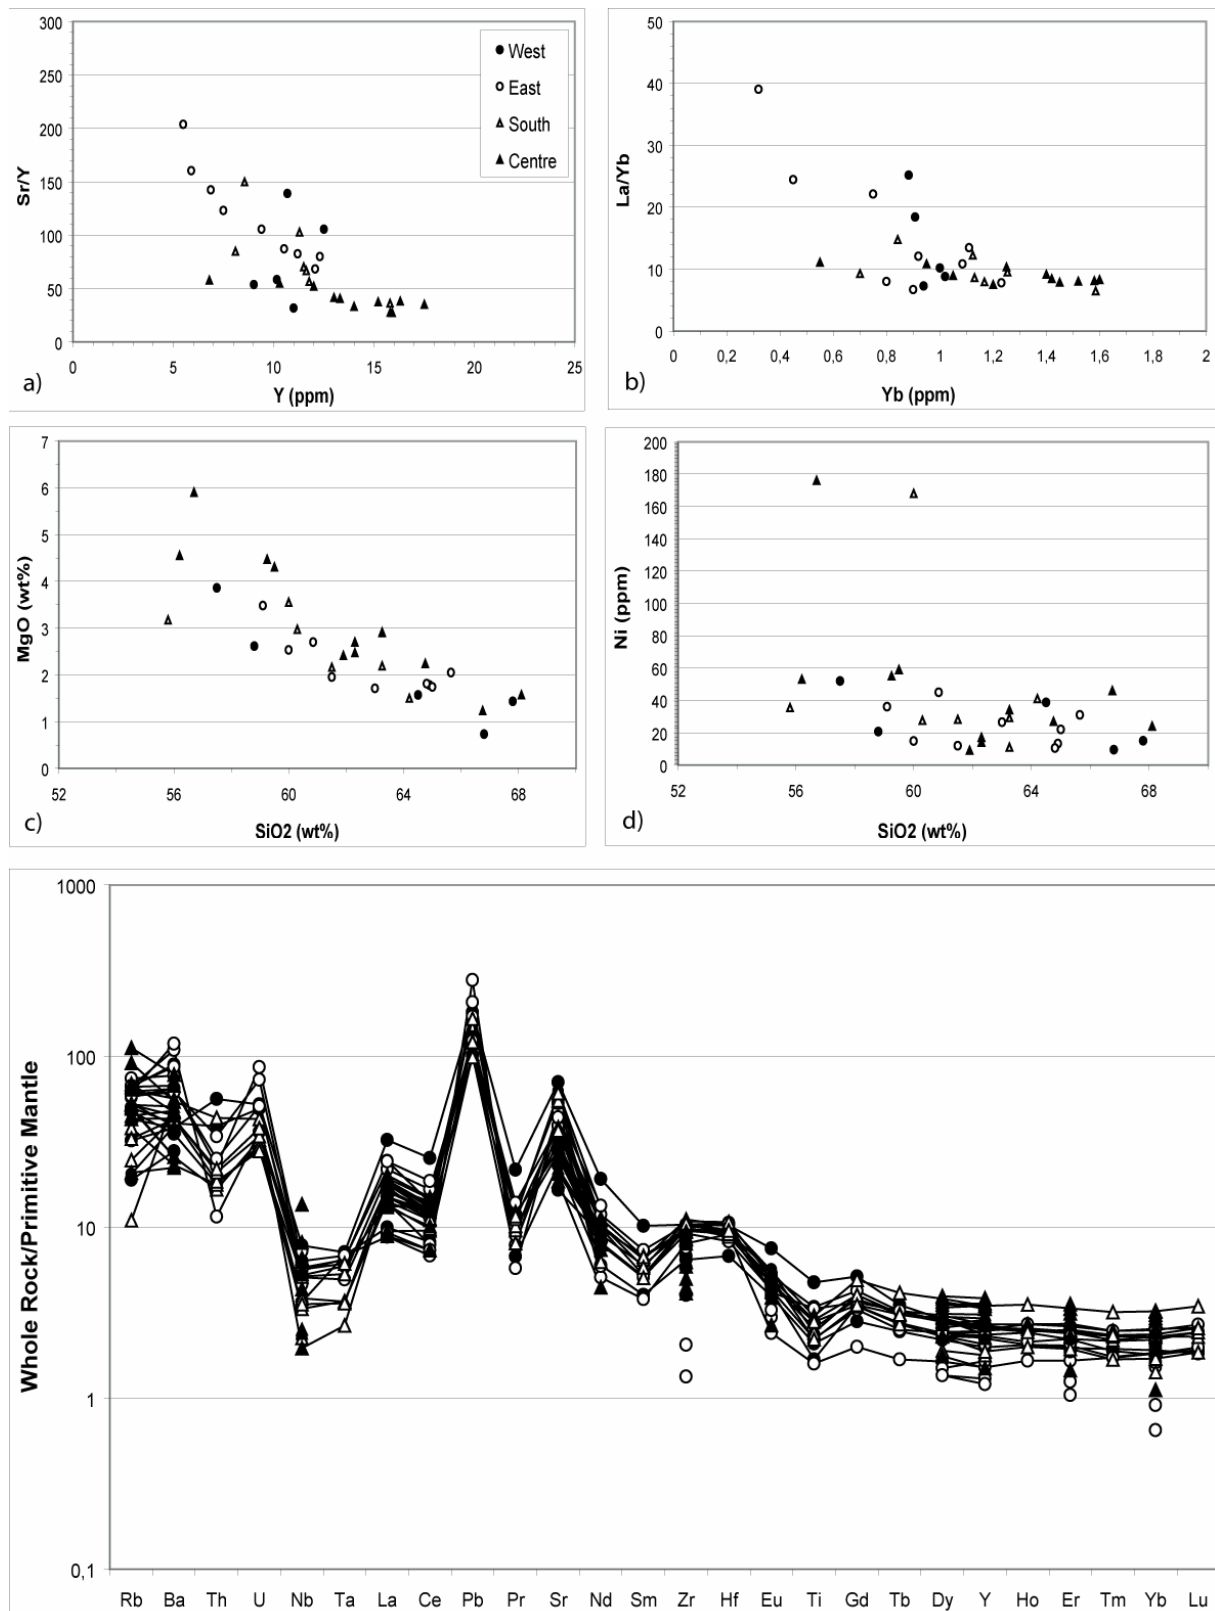 300
250
200
150
100
50
0
Sr/Y
West
East
South
Centre
0 5 10 15 20 25
a)
Y (ppm)
50
40
30
20
10
0
La/Yb
0 0,2 0,4 0,6 0,8 1 1,2 1,4 1,6 1,8 2
b)
Yb (ppm)
7
6
5
4
3
2
1
0
MgO (wt%)
52 56 60 64 68
c)
SiO2 (wt%)
200
180
160
140
120
100
80
60
40
20
0
Ni (ppm)
52 56 60 64 68
d)
SiO2 (wt%)
1000
100
10
1
0,1
Whole Rock/Primitive Mantle
Rb Ba Th U Nb Ta La Ce Pb Pr Sr Nd Sm Zr Hf Eu Ti Gd Tb Dy Y Ho Er Tm Yb Lu